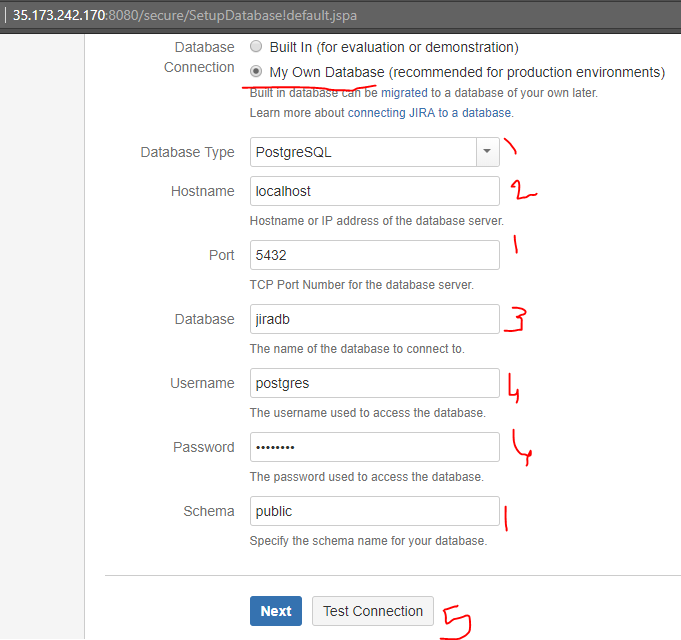 35.173.242.170:8080/secure/SetupDatabase!default.jspa
Database Connection
Built In (for evaluation or demonstration)
My Own Database (recommended for production environments)
Built in database can be migrated to a database of your own later.
Learn more about connecting JIRA to a database.
Database Type PostgreSQL
Hostname localhost 2
Hostname or IP address of the database server.
Port 5432 1
TCP Port Number for the database server.
Database jiradb 3
The name of the database to connect to.
Username postgres 4
The username used to access the database.
Password •••••••• 4
The password used to access the database.
Schema public 1
Specify the schema name for your database.
Next Test Connection 5